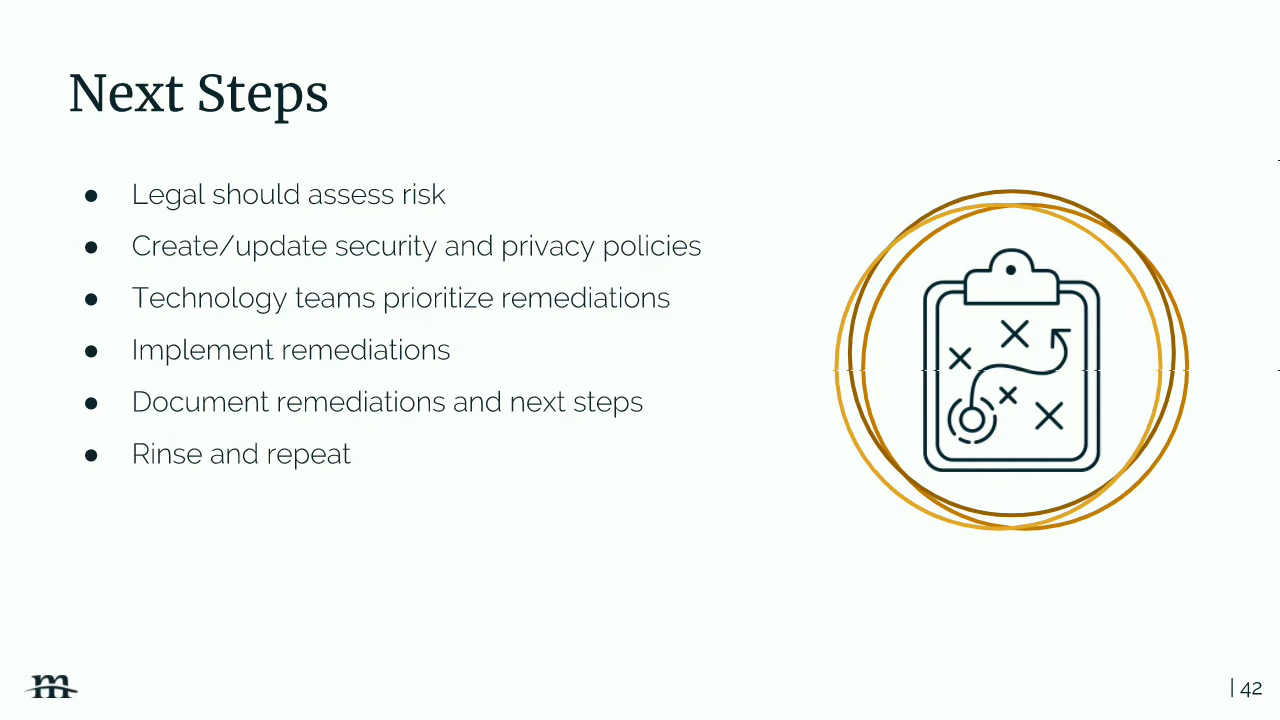 Next Steps
● Legal should assess risk
● Create/update security and privacy policies
● Technology teams prioritize remediations
● Implement remediations
● Document remediations and next steps
● Rinse and repeat
m
| 42